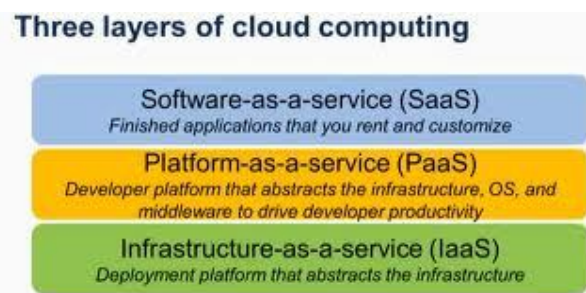 Three layers of cloud computing
Software-as-a-service (SaaS)
Finished applications that you rent and customize
Platform-as-a-service (PaaS)
Developer platform that abstracts the infrastructure, OS, and
middleware to drive developer productivity
Infrastructure-as-a-service (IaaS)
Deployment platform that abstracts the infrastructure